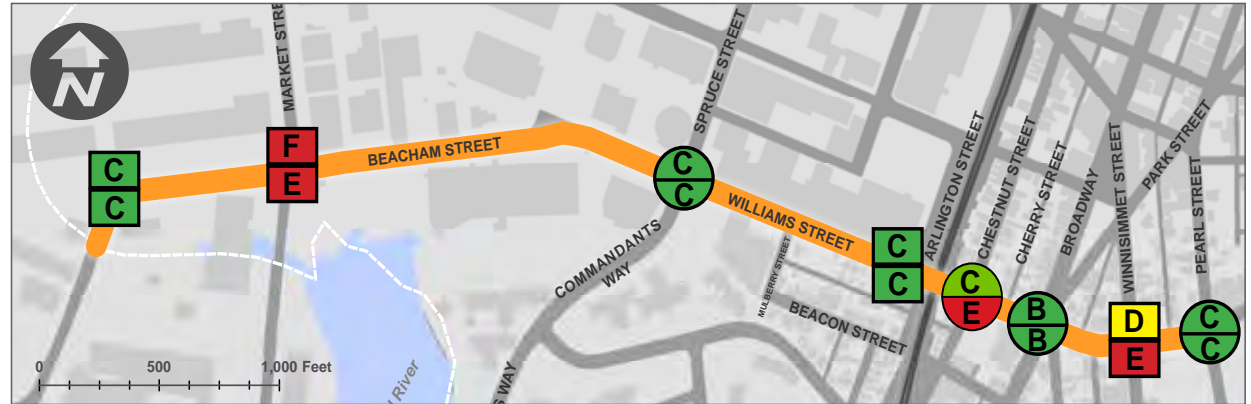 N
MARKET STRE
F
E
BEACHAM STREET
C
C
SPRUCE STREET
C
C
COMMANDANTS
WAY
WILLIAMS STREET
MULBERRY STREET
BEACON STREET
C
C
ARLINGTON STREET
CHESTNUT STREET
C
E
CHERRY STREET
BROADWAY
B
B
WINNISIMMET STREET
D
E
PARK STREET
PEARL STREET
C
C
0 500 1,000 Feet
River
S WAY